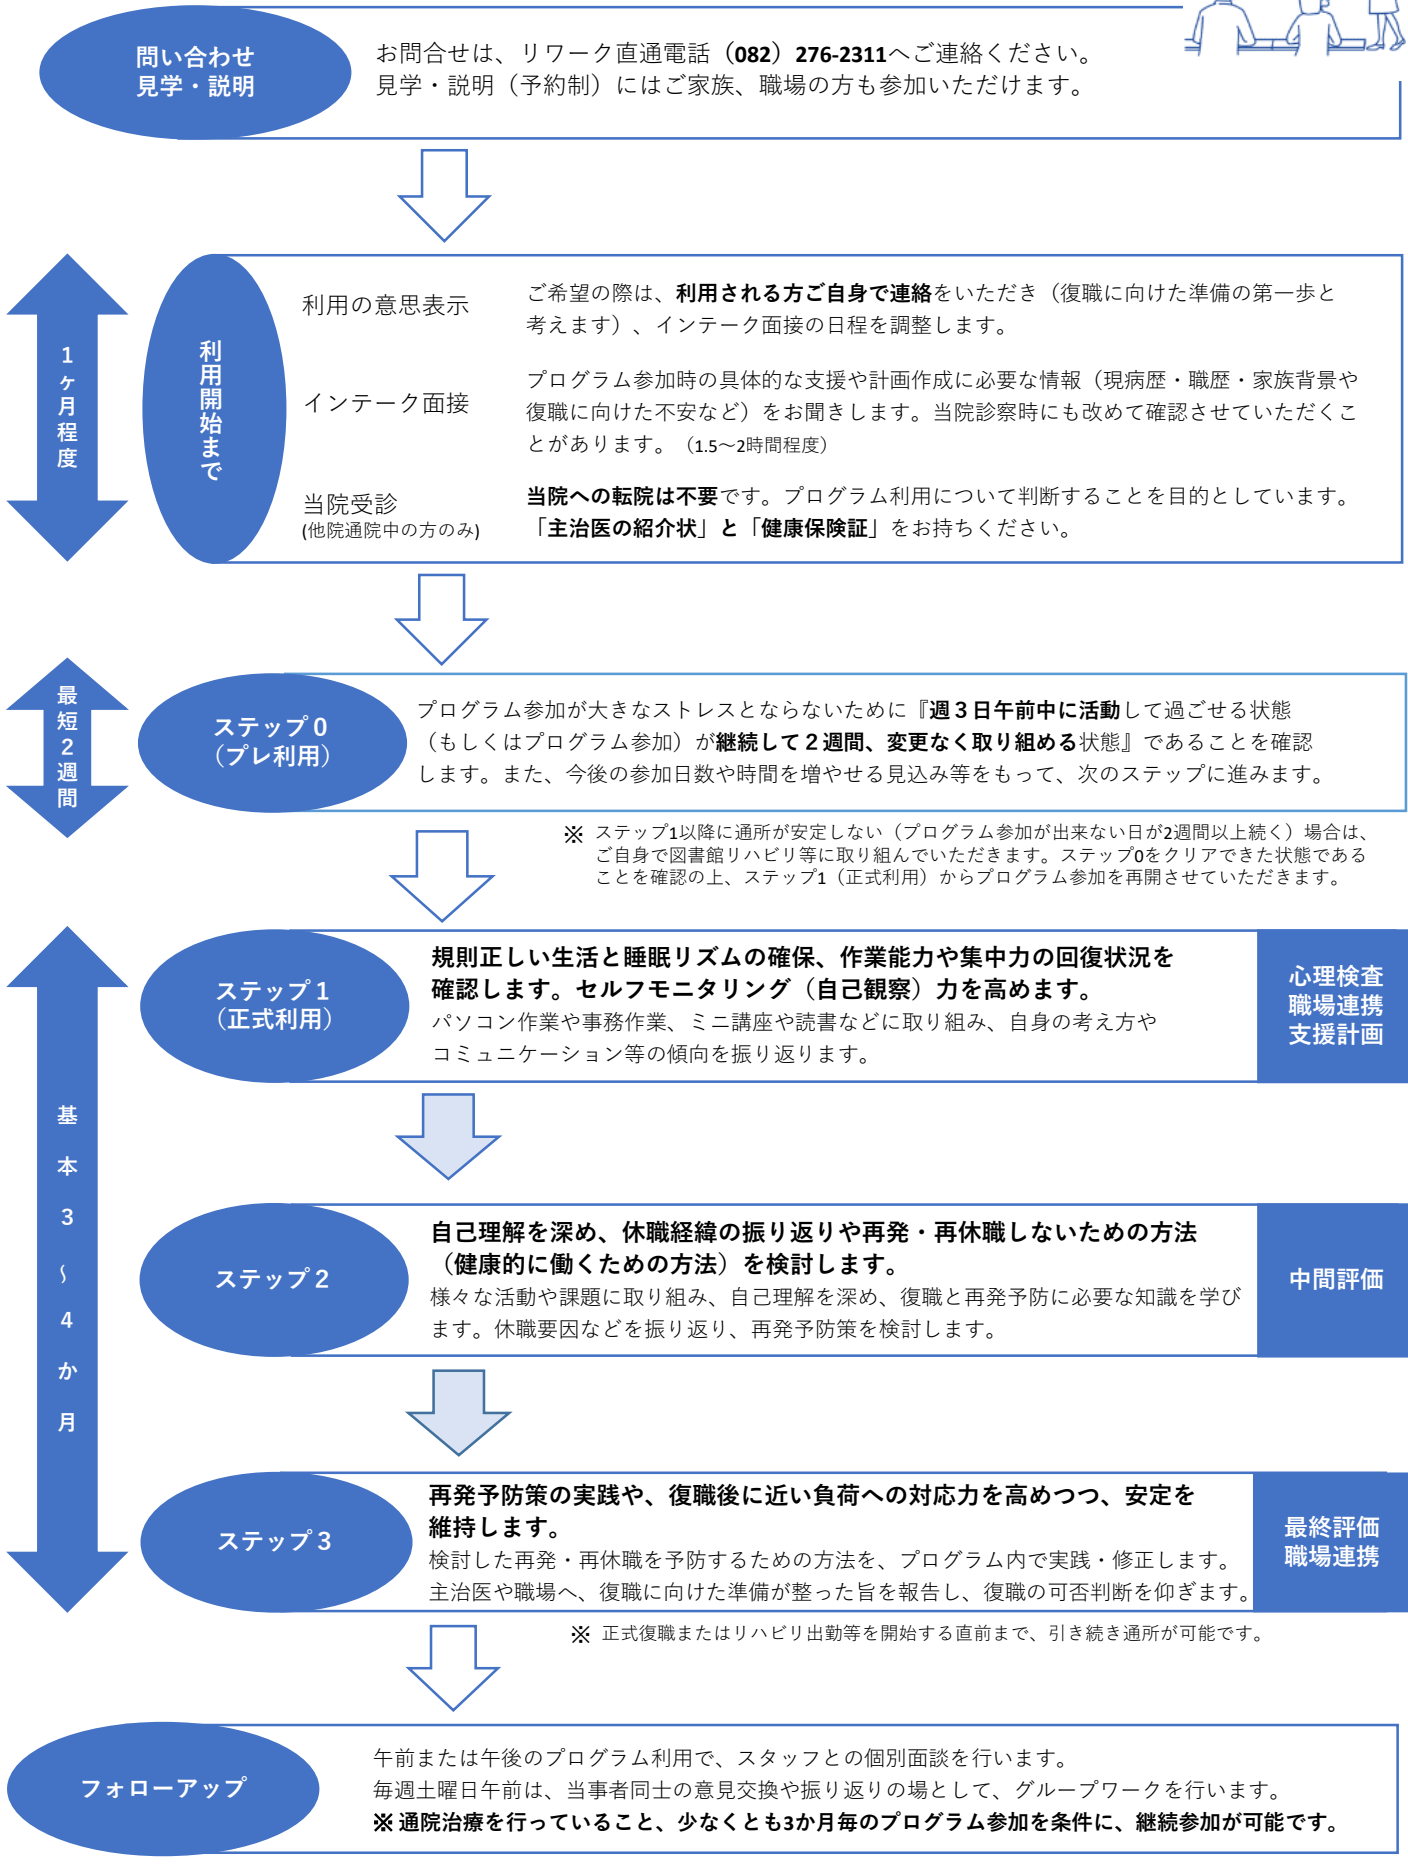 問い合わせ
見学・説明
お問合せは、リワーク直通電話（082）276-2311へご連絡ください。
見学・説明（予約制）にはご家族、職場の方も参加いただけます。
1ヶ月程度
利用開始まで
利用の意思表示
ご希望の際は、利用される方ご自身で連絡をいただき（復職に向けた準備の第一歩と
考えます）、インテーク面接の日程を調整します。
インテーク面接
プログラム参加時の具体的な支援や計画作成に必要な情報（現病歴・職歴・家族背景や
復職に向けた不安など）をお聞きします。当院診察時にも改めて確認させていただくこ
とがあります。（1.5～2時間程度）
当院受診
(他院通院中の方のみ)
当院への転院は不要です。プログラム利用について判断することを目的としています。
「主治医の紹介状」と「健康保険証」をお持ちください。
最短2週間
ステップ０
（プレ利用）
プログラム参加が大きなストレスとならないために『週３日午前中に活動して過ごせる状態
（もしくはプログラム参加）が継続して２週間、変更なく取り組める状態』であることを確認
します。また、今後の参加日数や時間を増やせる見込み等をもって、次のステップに進みます。
※ ステップ1以降に通所が安定しない（プログラム参加が出来ない日が2週間以上続く）場合は、
ご自身で図書館リハビリ等に取り組んでいただきます。ステップ0をクリアできた状態である
ことを確認の上、ステップ1（正式利用）からプログラム参加を再開させていただきます。
基本3～4か月
ステップ１
（正式利用）
規則正しい生活と睡眠リズムの確保、作業能力や集中力の回復状況を
確認します。セルフモニタリング（自己観察）力を高めます。
パソコン作業や事務作業、ミニ講座や読書などに取り組み、自身の考え方や
コミュニケーション等の傾向を振り返ります。
心理検査
職場連携
支援計画
ステップ２
自己理解を深め、休職経緯の振り返りや再発・再休職しないための方法
（健康的に働くための方法）を検討します。
様々な活動や課題に取り組み、自己理解を深め、復職と再発予防に必要な知識を学び
ます。休職要因などを振り返り、再発予防策を検討します。
中間評価
ステップ３
再発予防策の実践や、復職後に近い負荷への対応力を高めつつ、安定を
維持します。
検討した再発・再休職を予防するための方法を、プログラム内で実践・修正します。
主治医や職場へ、復職に向けた準備が整った旨を報告し、復職の可否判断を仰ぎます。
最終評価
職場連携
※ 正式復職またはリハビリ出勤等を開始する直前まで、引き続き通所が可能です。
フォローアップ
午前または午後のプログラム利用で、スタッフとの個別面談を行います。
毎週土曜日午前は、当事者同士の意見交換や振り返りの場として、グループワークを行います。
※ 通院治療を行っていること、少なくとも3か月毎のプログラム参加を条件に、継続参加が可能です。